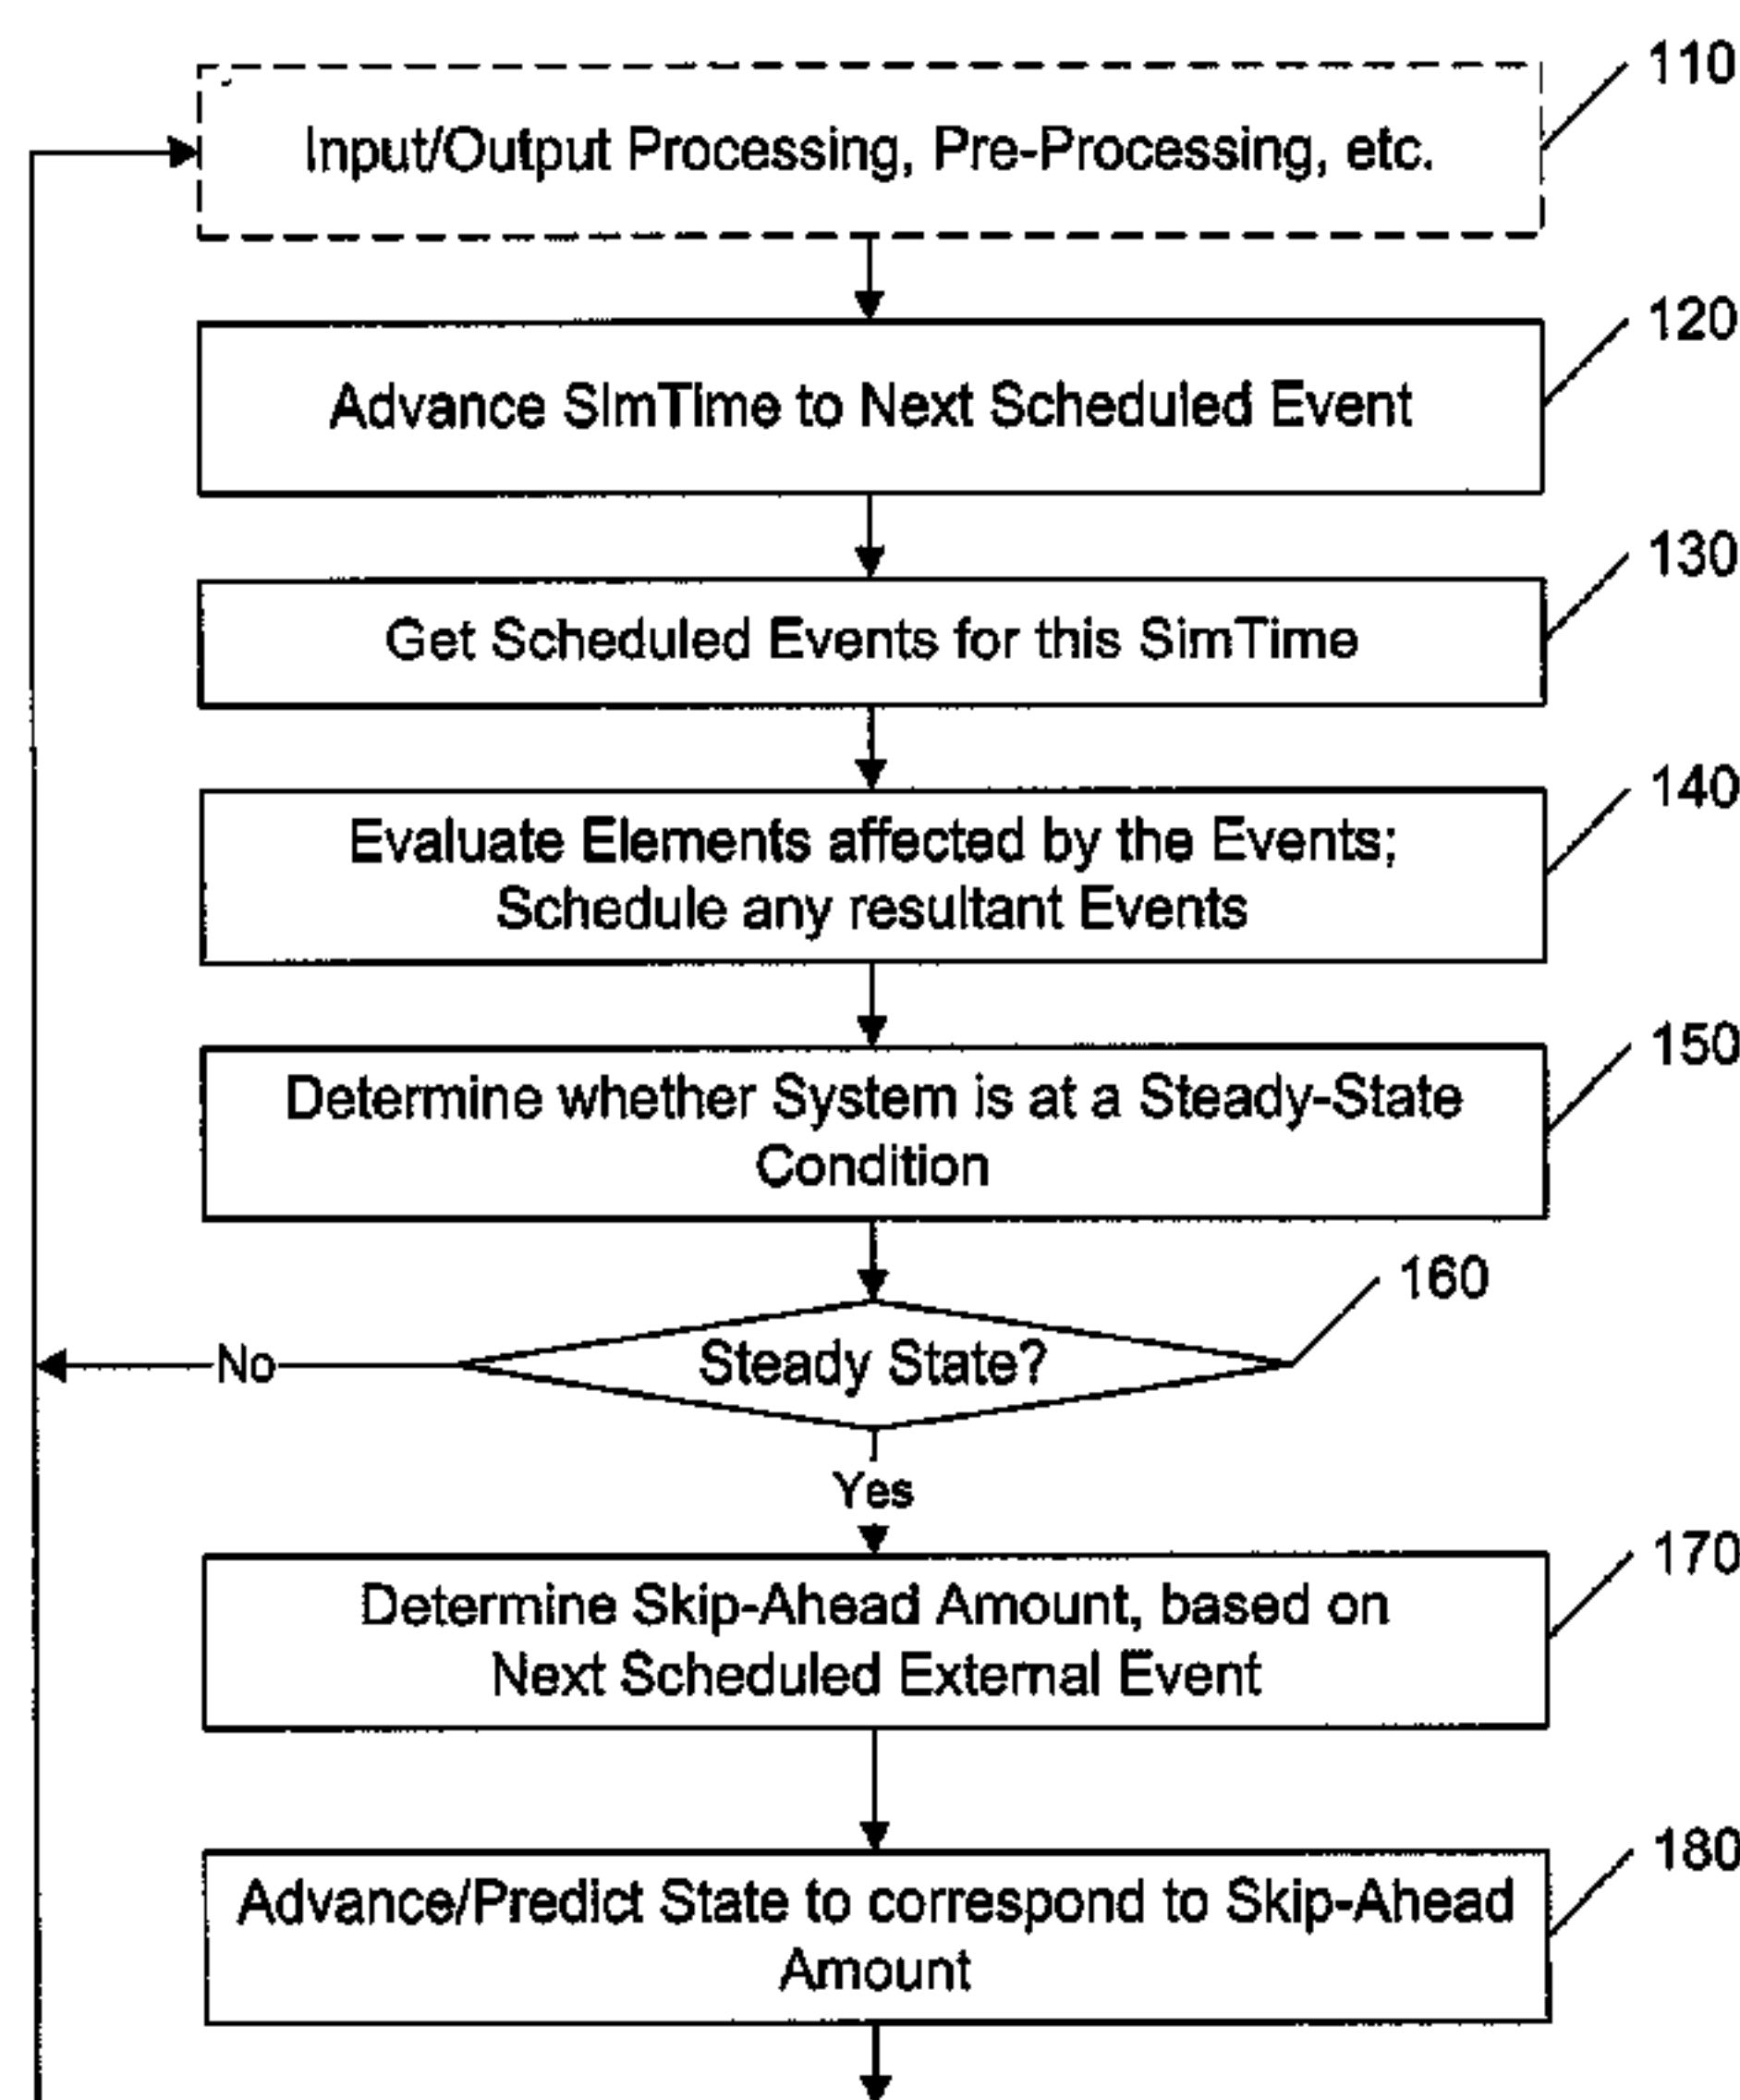 110
Input/Output Processing, Pre-Processing, etc.
120
Advance SimTime to Next Scheduled Event
130
Get Scheduled Events for this SimTime
140
Evaluate Elements affected by the Events;
Schedule any resultant Events
150
Determine whether System is at a Steady-State
Condition
160
Steady State?
No
Yes
170
Determine Skip-Ahead Amount, based on
Next Scheduled External Event
180
Advance/Predict State to correspond to Skip-Ahead
Amount